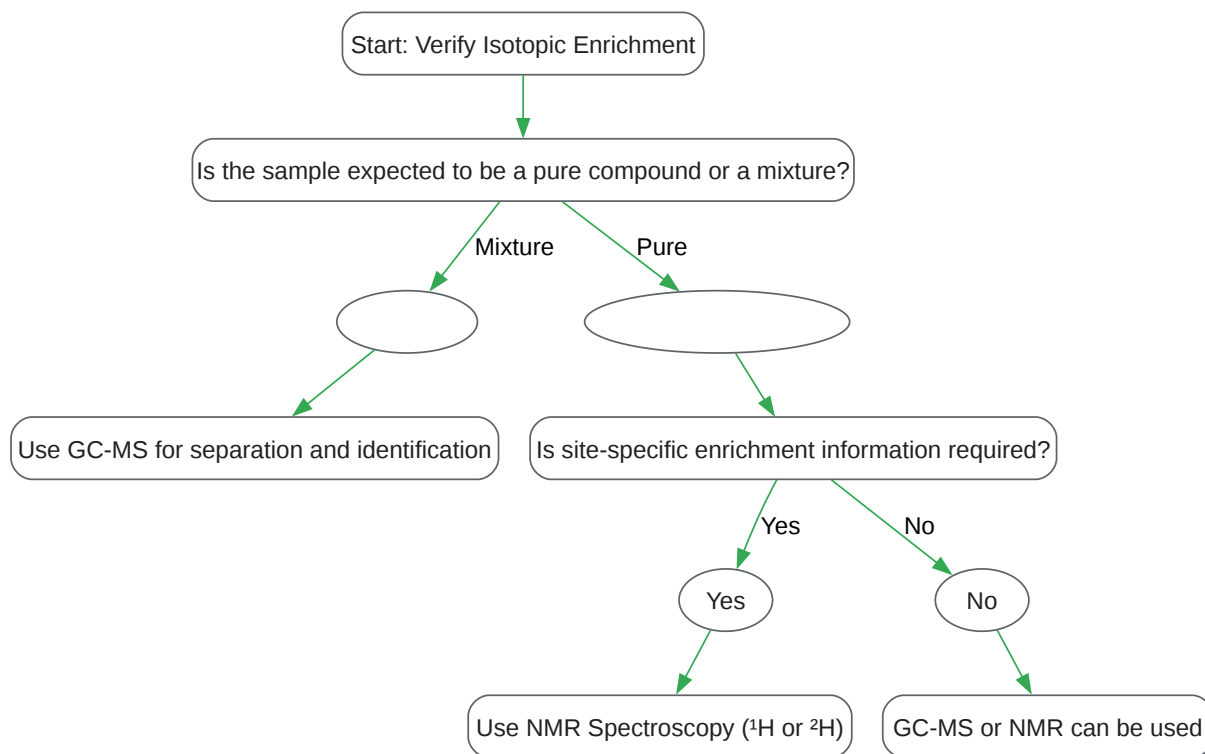 Start: Verify Isotopic Enrichment
Is the sample expected to be a pure compound or a mixture?
Mixture
Pure
Use GC-MS for separation and identification
Is site-specific enrichment information required?
Yes
No
Yes
No
Use NMR Spectroscopy (¹H or ²H)
GC-MS or NMR can be used